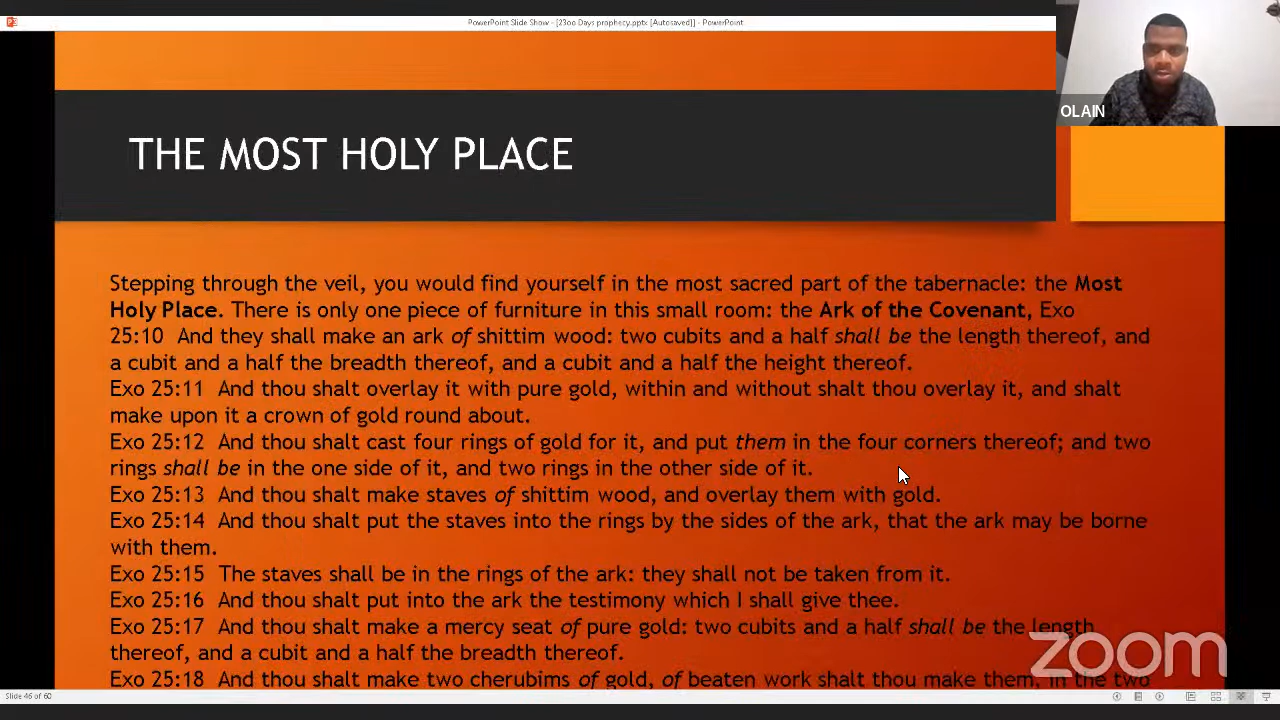 PowerPoint Slide Show - [23oo Days prophecy.pptx [Autosaved]] - PowerPoint
OLAIN
THE MOST HOLY PLACE
Stepping through the veil, you would find yourself in the most sacred part of the tabernacle: the Most
Holy Place. There is only one piece of furniture in this small room: the Ark of the Covenant, Exo
25:10 And they shall make an ark of shittim wood: two cubits and a half shall be the length thereof, and
a cubit and a half the breadth thereof, and a cubit and a half the height thereof.
Exo 25:11 And thou shalt overlay it with pure gold, within and without shalt thou overlay it, and shalt
make upon it a crown of gold round about.
Exo 25:12 And thou shalt cast four rings of gold for it, and put them in the four corners thereof; and two
rings shall be in the one side of it, and two rings in the other side of it.
Exo 25:13 And thou shalt make staves of shittim wood, and overlay them with gold.
Exo 25:14 And thou shalt put the staves into the rings by the sides of the ark, that the ark may be borne
with them.
Exo 25:15 The staves shall be in the rings of the ark: they shall not be taken from it.
Exo 25:16 And thou shalt put into the ark the testimony which I shall give thee.
Exo 25:17 And thou shalt make a mercy seat of pure gold: two cubits and a half shall be the length
thereof, and a cubit and a half the breadth thereof.
Exo 25:18 And thou shalt make two cherubims of gold, of beaten work shalt thou make them, in the two
zoom
Slide 46 of 60